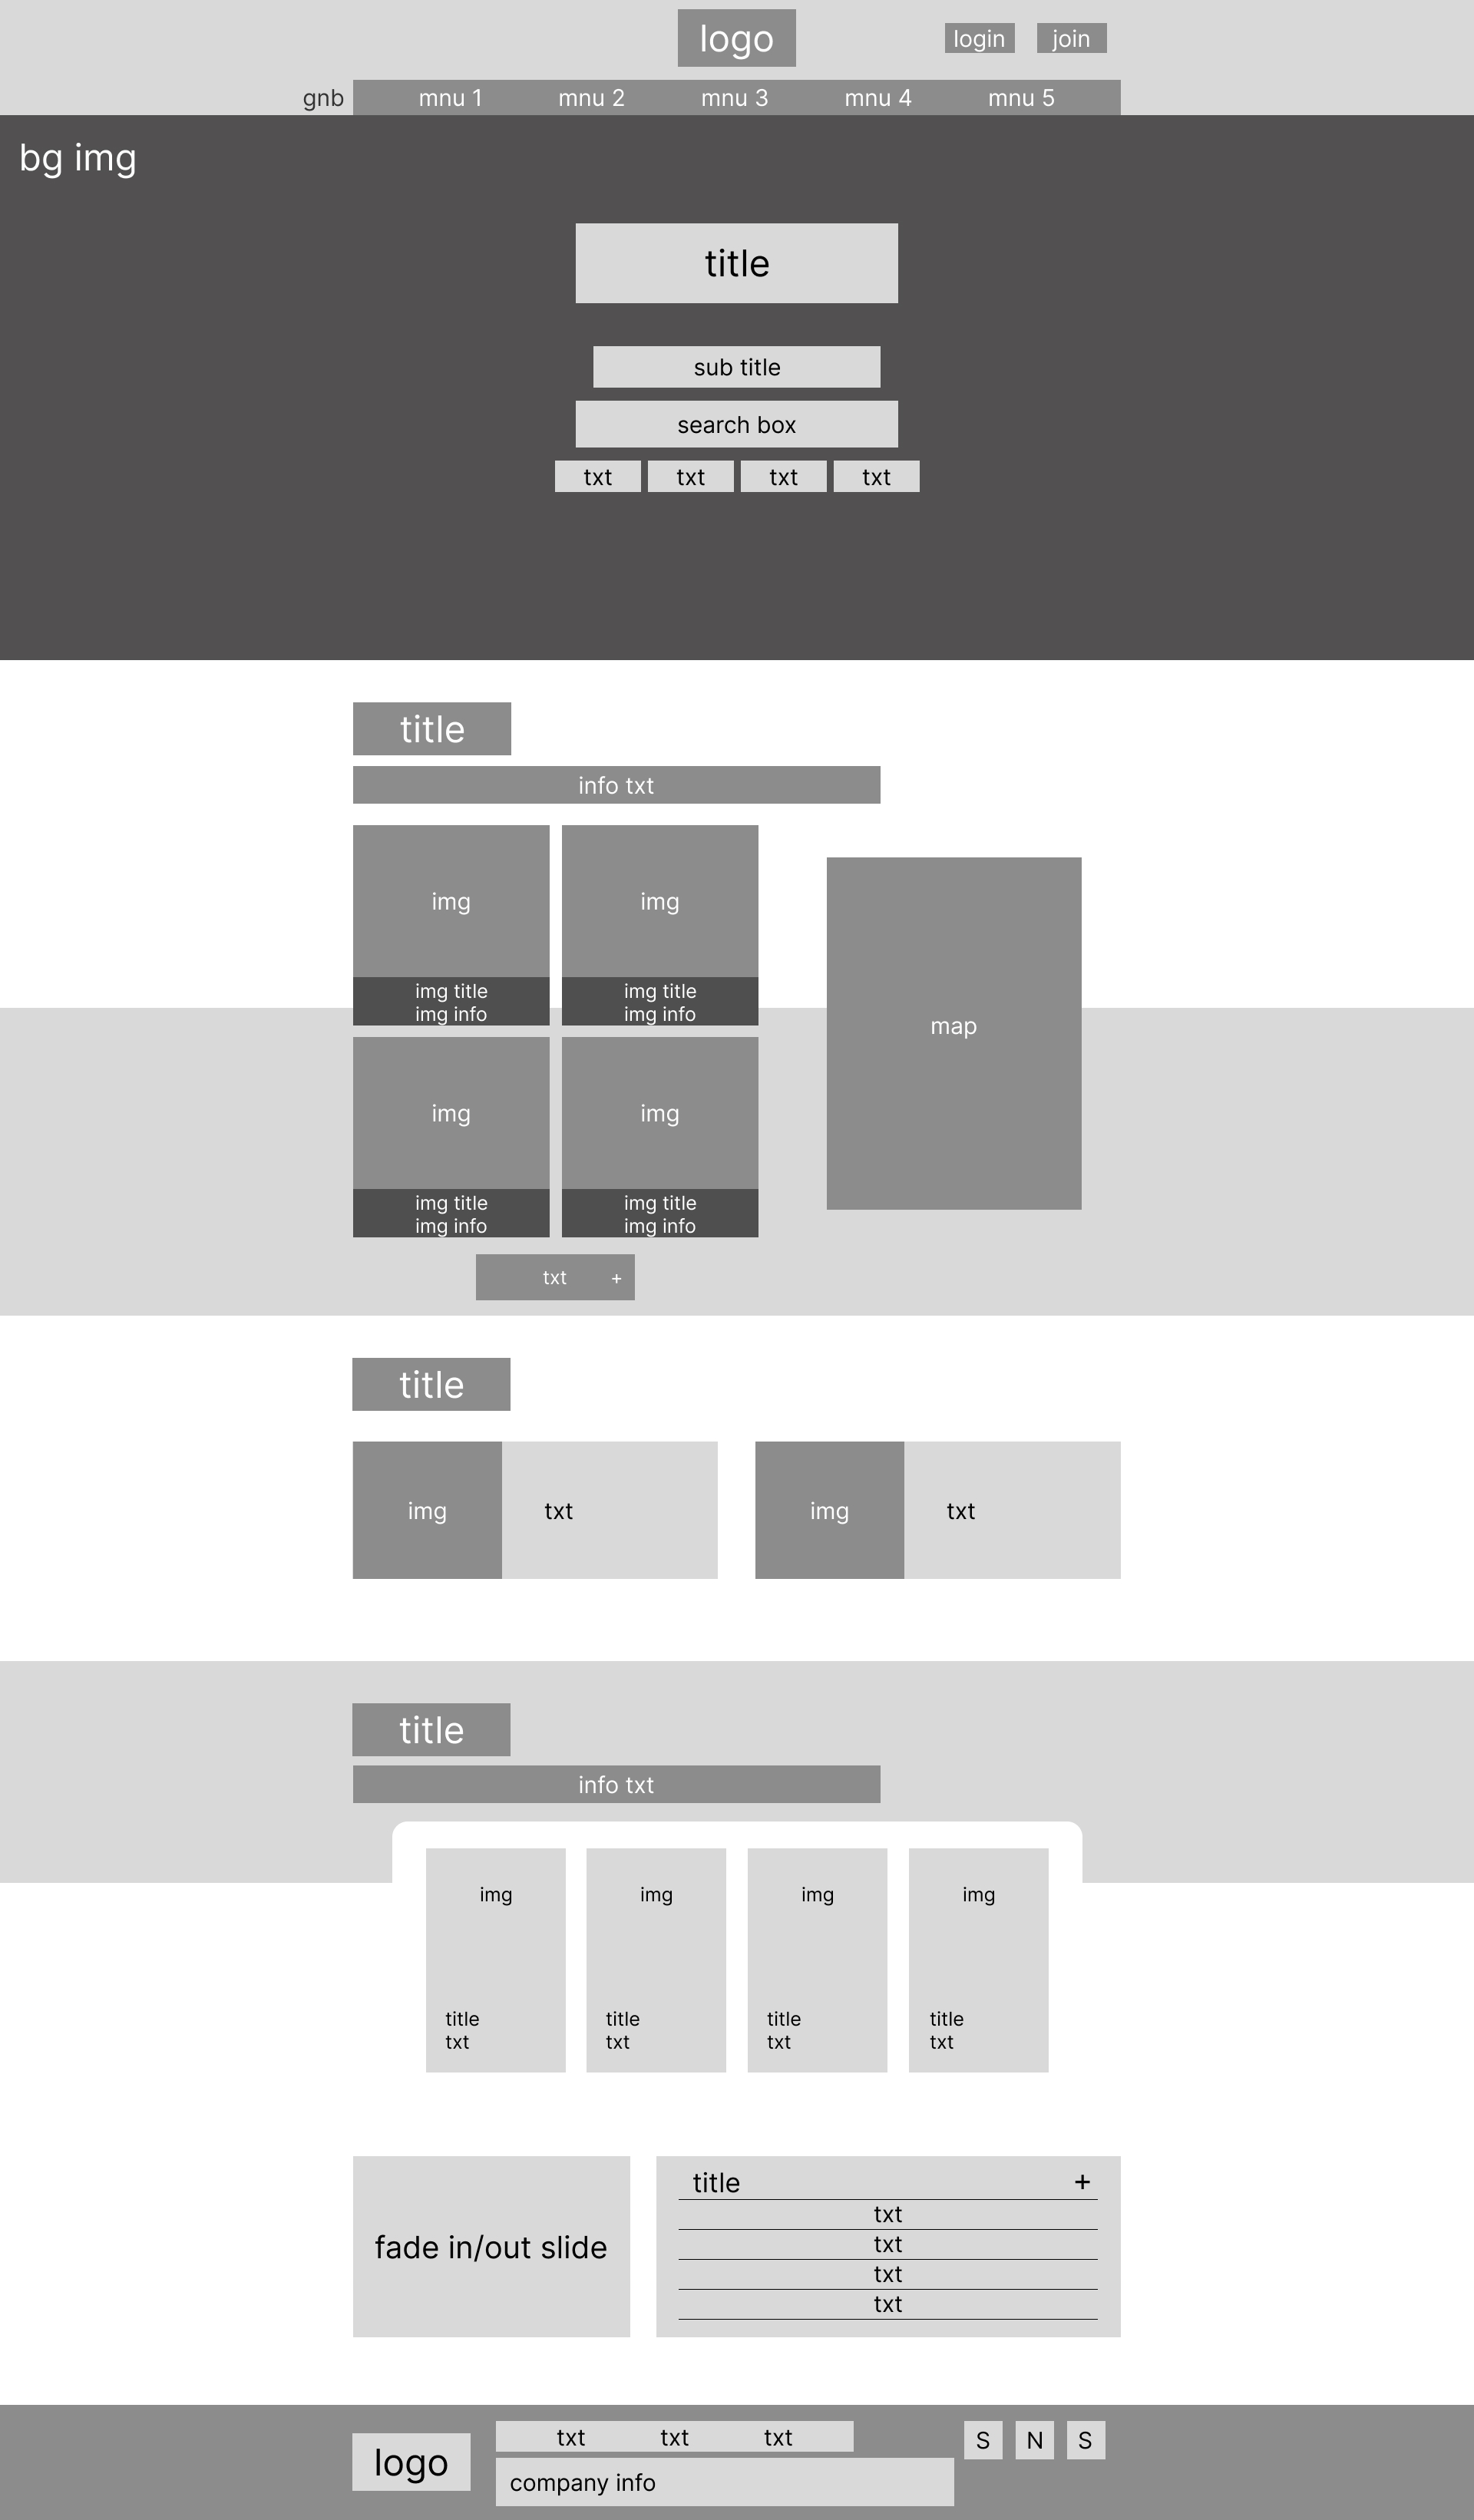 logo
login
join
gnb
mnu 1
mnu 2
mnu 3
mnu 4
mnu 5
bg img
title
sub title
search box
txt
txt
txt
txt
title
info txt
img
img title
img info
img
img title
img info
img
img title
img info
img
img title
img info
map
txt +
title
img
txt
img
txt
title
info txt
img
title
txt
img
title
txt
img
title
txt
img
title
txt
fade in/out slide
title +
txt
txt
txt
txt
logo
txt txt txt
company info
S
N
S